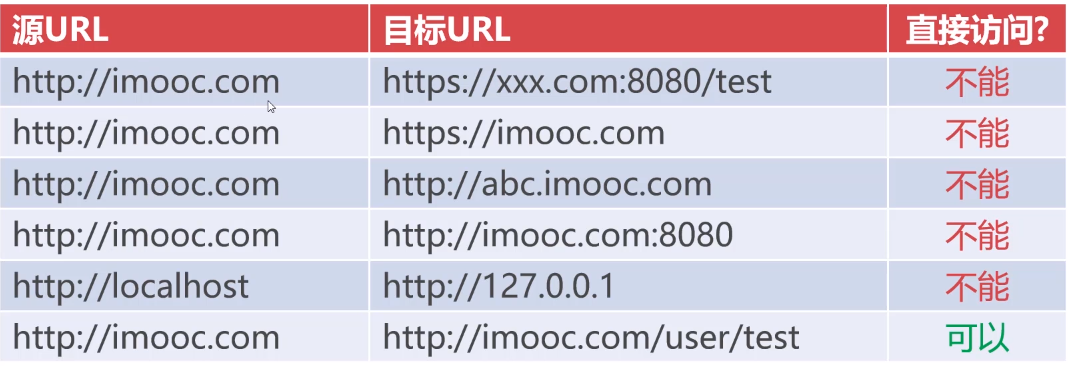 源URL 目标URL 直接访问?
http://imooc.com https://xxx.com:8080/test 不能
http://imooc.com https://imooc.com 不能
http://imooc.com http://abc.imooc.com 不能
http://imooc.com http://imooc.com:8080 不能
http://localhost http://127.0.0.1 不能
http://imooc.com http://imooc.com/user/test 可以